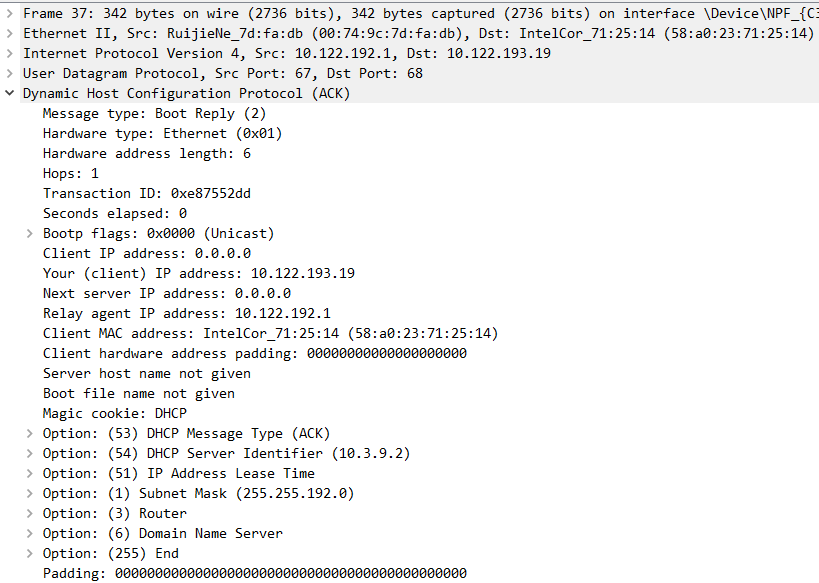 Frame 37: 342 bytes on wire (2736 bits), 342 bytes captured (2736 bits) on interface \Device\NPF_{C3
Ethernet II, Src: RuijieNe_7d:fa:db (00:74:9c:7d:fa:db), Dst: IntelCor_71:25:14 (58:a0:23:71:25:14)
Internet Protocol Version 4, Src: 10.122.192.1, Dst: 10.122.193.19
User Datagram Protocol, Src Port: 67, Dst Port: 68
Dynamic Host Configuration Protocol (ACK)
Message type: Boot Reply (2)
Hardware type: Ethernet (0x01)
Hardware address length: 6
Hops: 1
Transaction ID: 0xe87552dd
Seconds elapsed: 0
Bootp flags: 0x0000 (Unicast)
Client IP address: 0.0.0.0
Your (client) IP address: 10.122.193.19
Next server IP address: 0.0.0.0
Relay agent IP address: 10.122.192.1
Client MAC address: IntelCor_71:25:14 (58:a0:23:71:25:14)
Client hardware address padding: 00000000000000000000
Server host name not given
Boot file name not given
Magic cookie: DHCP
Option: (53) DHCP Message Type (ACK)
Option: (54) DHCP Server Identifier (10.3.9.2)
Option: (51) IP Address Lease Time
Option: (1) Subnet Mask (255.255.192.0)
Option: (3) Router
Option: (6) Domain Name Server
Option: (255) End
Padding: 00000000000000000000000000000000000000000000